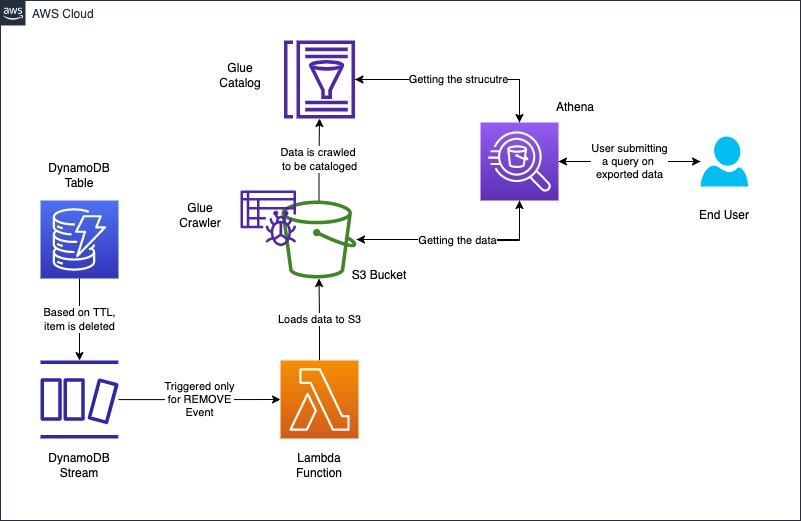 aws
AWS Cloud
Glue
Catalog
Getting the strucutre
Athena
Data is crawled
to be cataloged
User submitting
a query on
exported data
DynamoDB
Table
Glue
Crawler
End User
Getting the data
S3 Bucket
Based on TTL,
item is deleted
Loads data to S3
Triggered only
for REMOVE
Event
DynamoDB
Stream
Lambda
Function